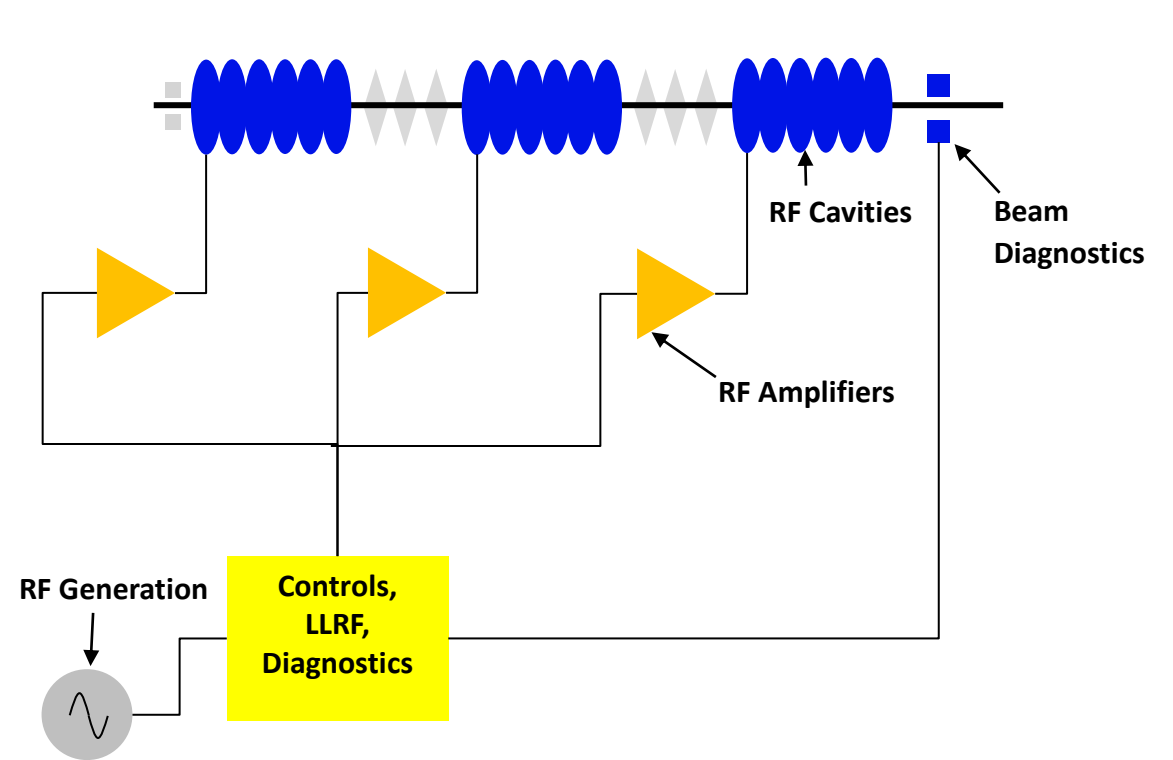 RF Cavities
Beam
Diagnostics
RF Amplifiers
RF Generation
Controls,
LLRF,
Diagnostics